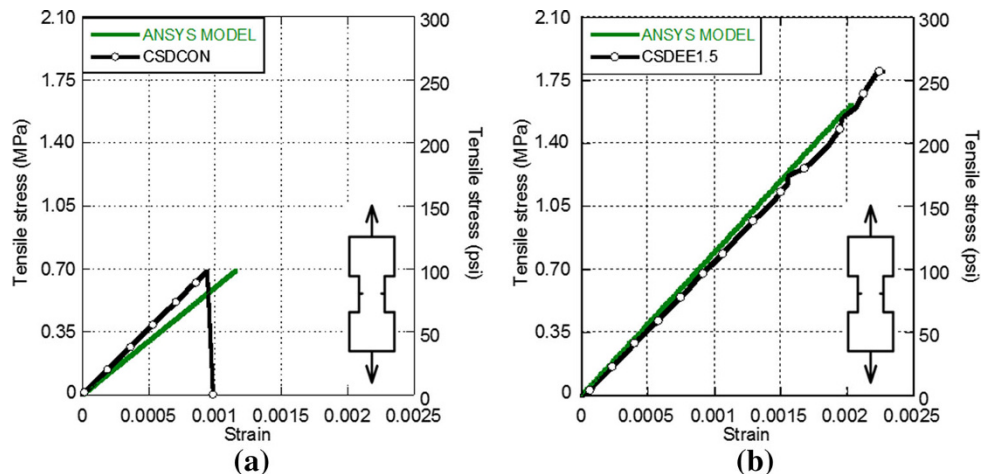 2.10
1.75
1.40
1.05
0.70
0.35
0
Tensile stress (MPa)
ANSYS MODEL
CSDCON
300
250
200
150
100
50
0
Tensile stress (psi)
0 0.0005 0.001 0.0015 0.002 0.0025
Strain
(a)
2.10
1.75
1.40
1.05
0.70
0.35
0
Tensile stress (MPa)
ANSYS MODEL
CSDEE1.5
300
250
200
150
100
50
0
Tensile stress (psi)
0 0.0005 0.001 0.0015 0.002 0.0025
Strain
(b)